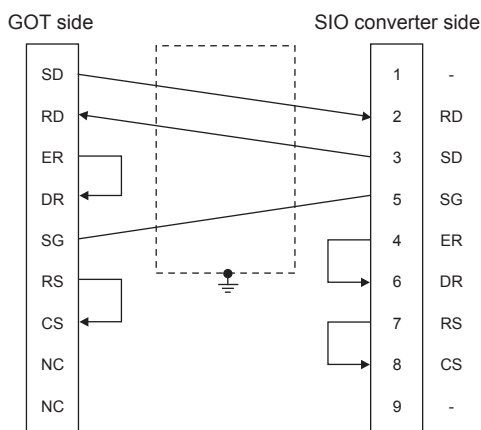 GOT side SIO converter side
SD 1 -
RD 2 RD
ER 3 SD
DR 5 SG
SG 4 ER
RS 6 DR
CS 7 RS
NC 8 CS
NC 9 -